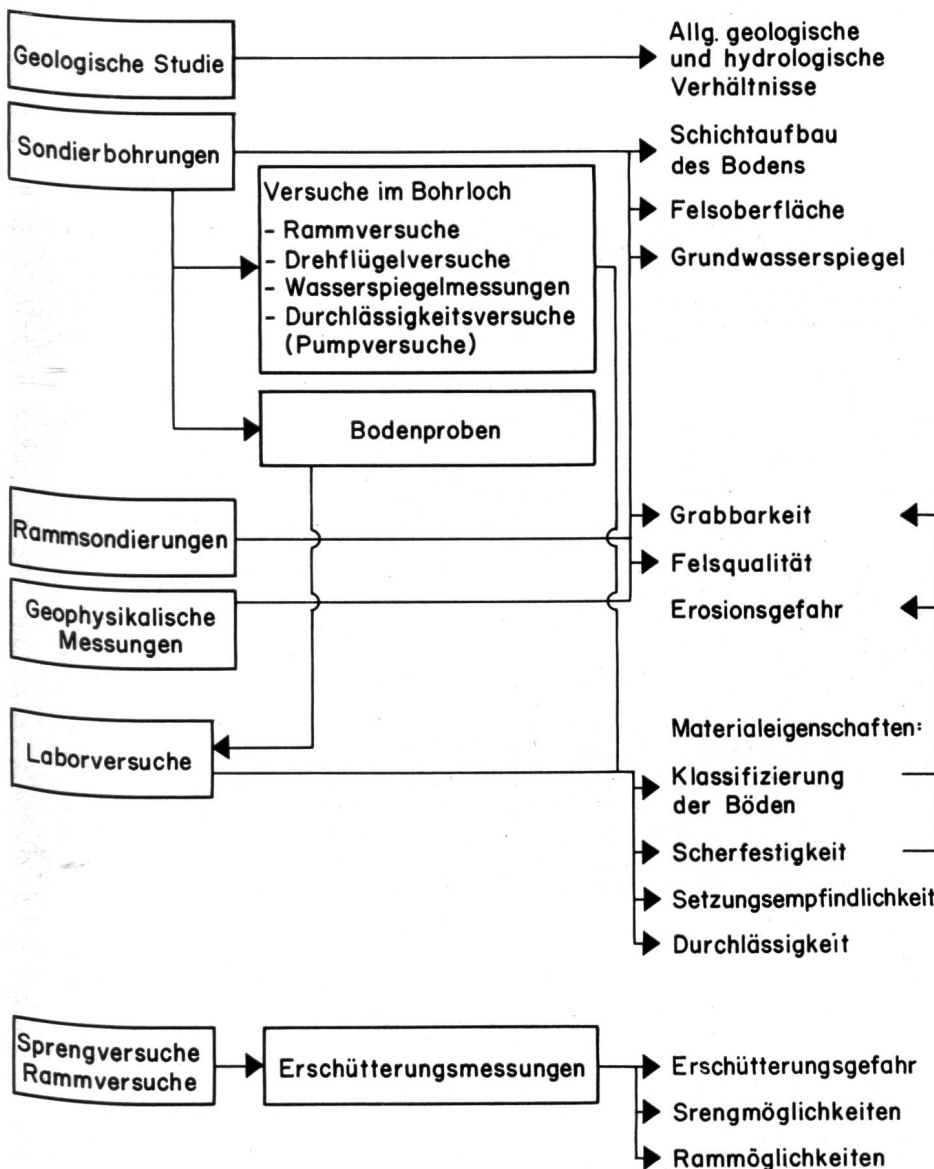 Geologische Studie
Allg. geologische
und hydrologische
Verhältnisse
Sondierbohrungen
Schichtaufbau
des Bodens
Felsoberfläche
Grundwasserspiegel
Versuche im Bohrloch
- Rammversuche
- Drehflügelversuche
- Wasserspiegelmessungen
- Durchlässigkeitsversuche
(Pumpversuche)
Bodenproben
Rammsondierungen
Grabbarkeit
Felsqualität
Geophysikalische
Messungen
Erosionsgefahr
Laborversuche
Materialeigenschaften:
Klassifizierung
der Böden
Scherfestigkeit
Setzungsempfindlichkeit
Durchlässigkeit
Sprengversuche
Rammversuche
Erschütterungsmessungen
Erschütterungsgefahr
Srengmöglichkeiten
Rammöglichkeiten